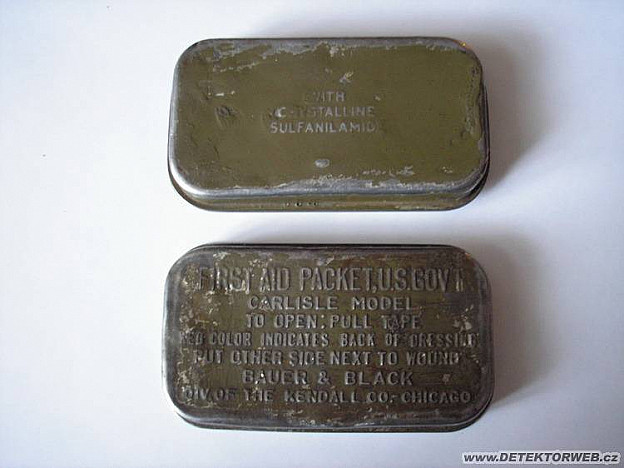 WITH
CRYSTALLINE
SULFANILAMIDE
FIRST AID PACKET, U.S. GOV'T
CARLISLE MODEL
TO OPEN: PULL TAPE
RED COLOR INDICATES BACK OF DRESSING
PUT OTHER SIDE NEXT TO WOUND
BAUER & BLACK
DIV. OF THE KENDALL CO. CHICAGO
www.DETEKTORWEB.cz